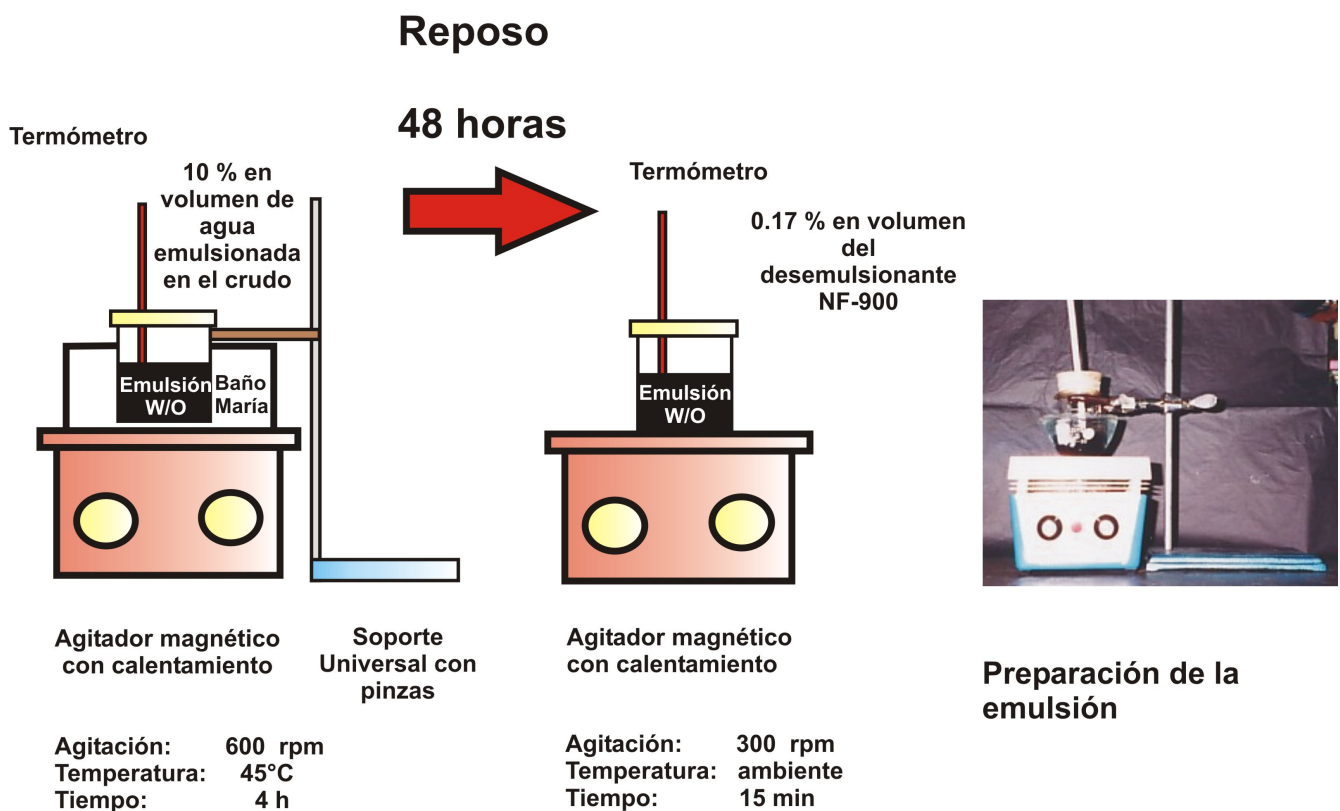 Reposo
48 horas
Termómetro
10 % en
volumen de
agua
emulsionada
en el crudo
Emulsión
W/O
Baño
María
Agitador magnético
con calentamiento
Soporte
Universal con
pinzas
Agitación: 600 rpm
Temperatura: 45°C
Tiempo: 4 h
Termómetro
0.17 % en volumen
del
desemulsionante
NF-900
Emulsión
W/O
Agitador magnético
con calentamiento
Agitación: 300 rpm
Temperatura: ambiente
Tiempo: 15 min
Preparación de la
emulsión